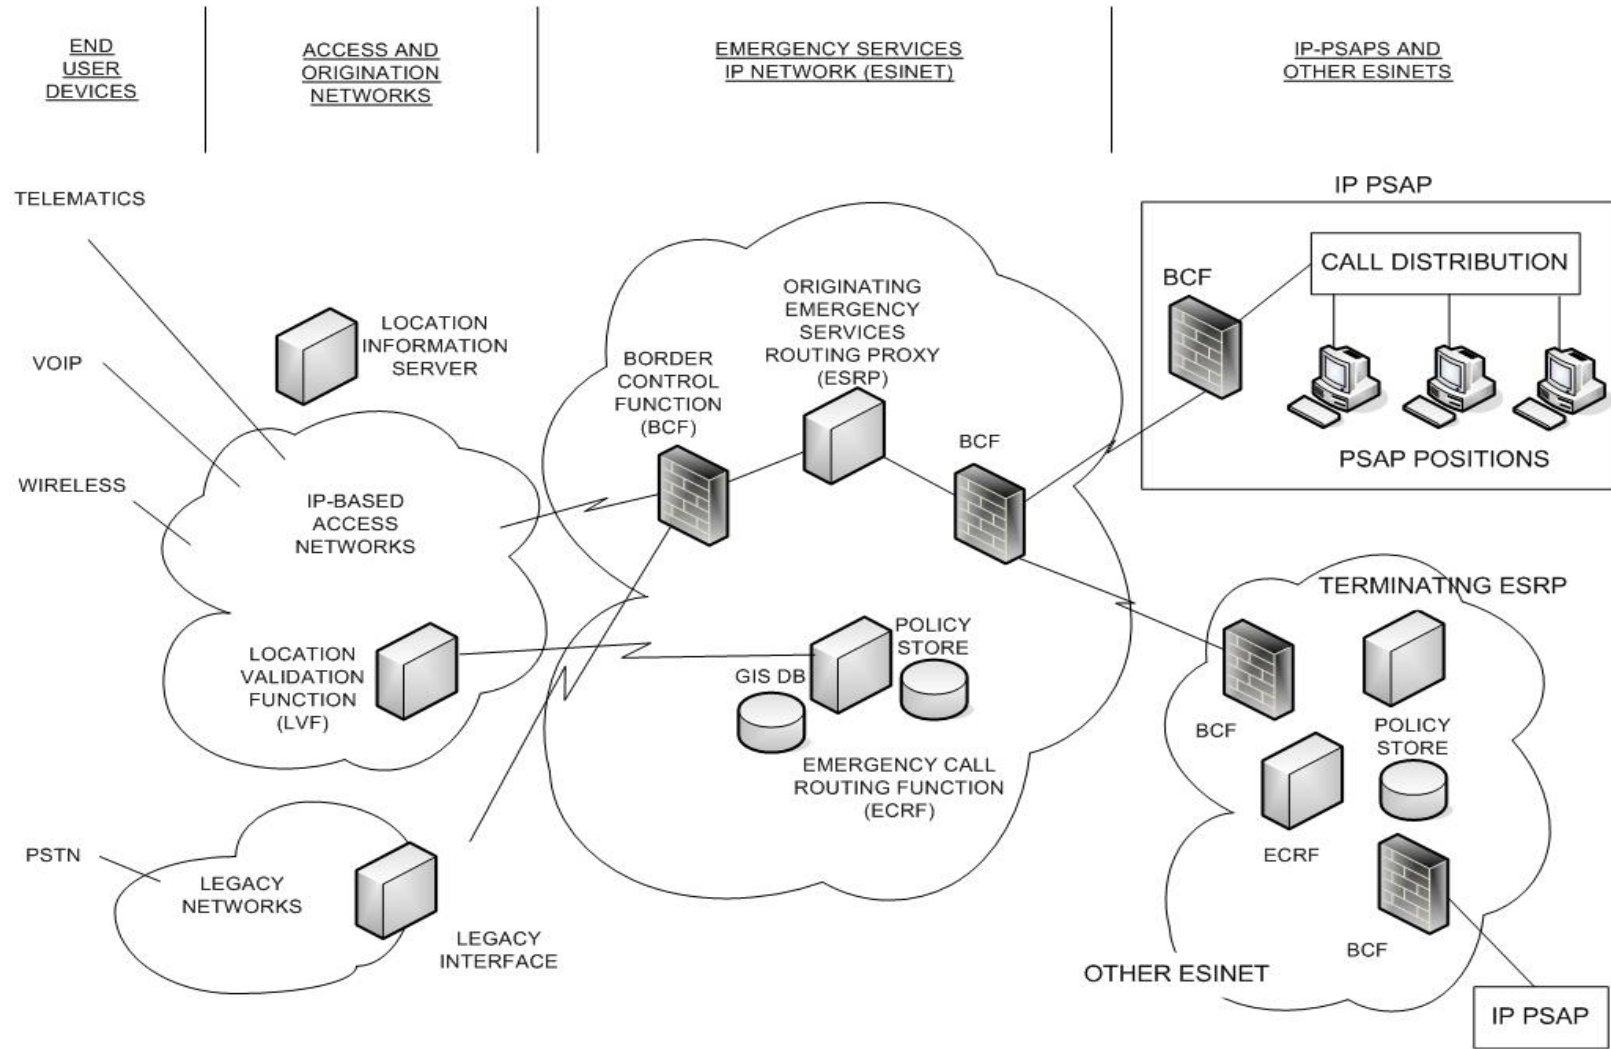 END
USER
DEVICES
ACCESS AND
ORIGINATION
NETWORKS
EMERGENCY SERVICES
IP NETWORK (ESINET)
IP-PSAPS AND
OTHER ESINETS
TELEMATICS
VOIP
WIRELESS
PSTN
LOCATION
INFORMATION
SERVER
IP-BASED
ACCESS
NETWORKS
LOCATION
VALIDATION
FUNCTION
(LVF)
LEGACY
NETWORKS
LEGACY
INTERFACE
BORDER
CONTROL
FUNCTION
(BCF)
ORIGINATING
EMERGENCY
SERVICES
ROUTING PROXY
(ESRP)
BCF
POLICY
STORE
GIS DB
EMERGENCY CALL
ROUTING FUNCTION
(ECRF)
IP PSAP
BCF
CALL DISTRIBUTION
PSAP POSITIONS
TERMINATING ESRP
BCF
POLICY
STORE
ECRF
BCF
OTHER ESINET
IP PSAP